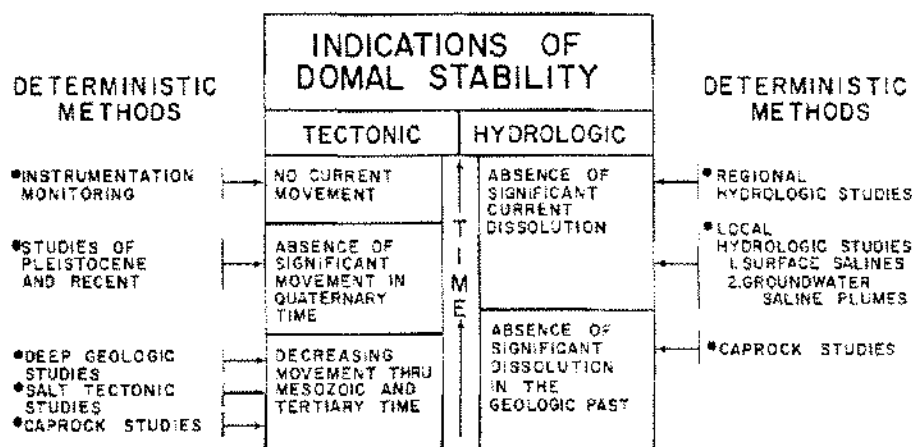 INDICATIONS OF
DOMAL STABILITY
DETERMINISTIC
METHODS
•INSTRUMENTATION
MONITORING
•STUDIES OF
PLEISTOCENE
AND RECENT
•DEEP GEOLOGIC
STUDIES
•SALT TECTONIC
STUDIES
•CAPROCK STUDIES
TECTONIC
NO CURRENT
MOVEMENT
ABSENCE OF
SIGNIFICANT
MOVEMENT IN
QUATERNARY
TIME
DECREASING
MOVEMENT THRU
MESOZOIC AND
TERTIARY TIME
TIME
HYDROLOGIC
ABSENCE OF
SIGNIFICANT
CURRENT
DISSOLUTION
ABSENCE OF
SIGNIFICANT
DISSOLUTION
IN THE
GEOLOGIC PAST
DETERMINISTIC
METHODS
•REGIONAL
HYDROLOGIC STUDIES
•LOCAL
HYDROLOGIC STUDIES
1.SURFACE SALINES
2.GROUNDWATER
SALINE PLUMES
•CAPROCK STUDIES